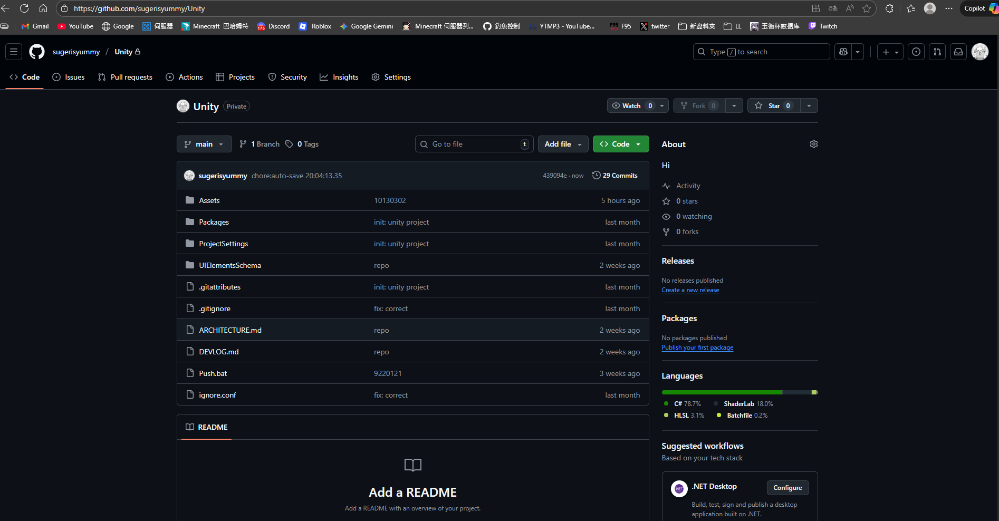 https://github.com/sugerisyummy/Unity
Copilot
Gmail YouTube Google 伺服器 Minecraft 巴哈姆特 175 Discord Roblox Google Gemini Minecraft 伺服器列... 釣魚控制 YTMP3 - YouTube... F95 F95 twitter 新資料夾 LL 玉衡杯数据库 Twitch
sugerisyummy / Unity
Type / to search
Code Issues Pull requests Actions Projects Security Insights Settings
Unity Private
Watch 0 Fork 0 Star 0
main 1 Branch 0 Tags Go to file t Add file Code
sugerisyummy chore:auto-save 20:04:13.35 439094e · now 29 Commits
Assets 10130302 5 hours ago
Packages init: unity project last month
ProjectSettings init: unity project last month
UIElementsSchema repo 2 weeks ago
.gitattributes init: unity project last month
.gitignore fix: correct last month
ARCHITECTURE.md repo 2 weeks ago
DEVLOG.md repo 2 weeks ago
Push.bat 9220121 3 weeks ago
ignore.conf fix: correct last month
README
Add a README
Add a README with an overview of your project.
About
Hi
Activity
0 stars
0 watching
0 forks
Releases
No releases published
Create a new release
Packages
No packages published
Publish your first package
Languages
C# 78.7% ShaderLab 18.0%
HLSL 3.1% Batchfile 0.2%
Suggested workflows
Based on your tech stack
.NET .NET Desktop Configure
Build, test, sign and publish a desktop
application built on .NET.